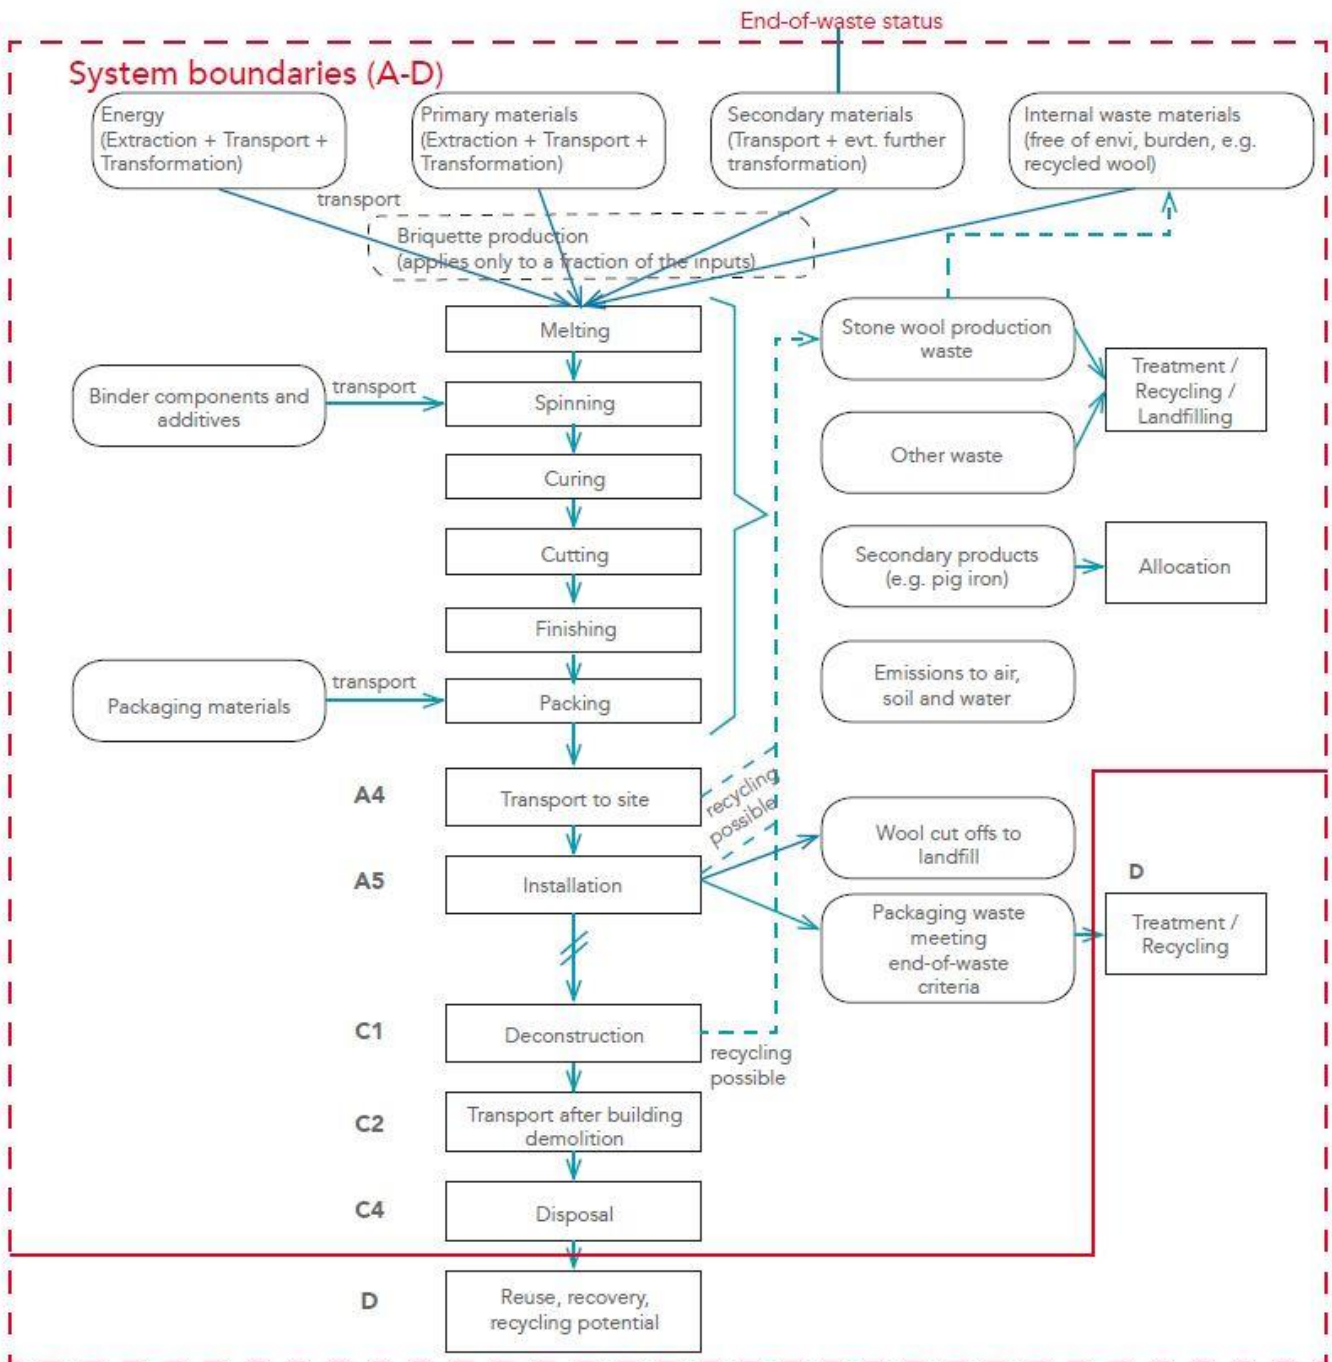 End-of-waste status
System boundaries (A-D)
Energy
(Extraction + Transport +
Transformation)
Primary materials
(Extraction + Transport +
Transformation)
Secondary materials
(Transport + evt. further
transformation)
Internal waste materials
(free of envi, burden, e.g.
recycled wool)
transport
Briquette production
(applies only to a fraction of the inputs)
Melting
Stone wool production
waste
Treatment /
Recycling /
Landfilling
Binder components and
additives
transport
Spinning
Other waste
Curing
Cutting
Secondary products
(e.g. pig iron)
Allocation
Finishing
Emissions to air,
soil and water
Packaging materials
transport
Packing
A4
Transport to site
recycling
possible
Wool cut offs to
landfill
A5
Installation
D
Packaging waste
meeting
end-of-waste
criteria
Treatment /
Recycling
C1
Deconstruction
recycling
possible
C2
Transport after building
demolition
C4
Disposal
D
Reuse, recovery,
recycling potential